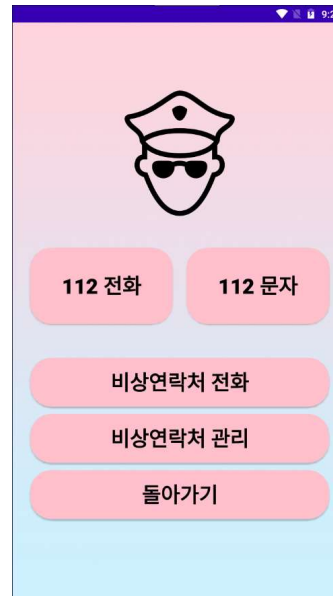 112 전화
112 문자
비상연락처 전화
비상연락처 관리
돌아가기